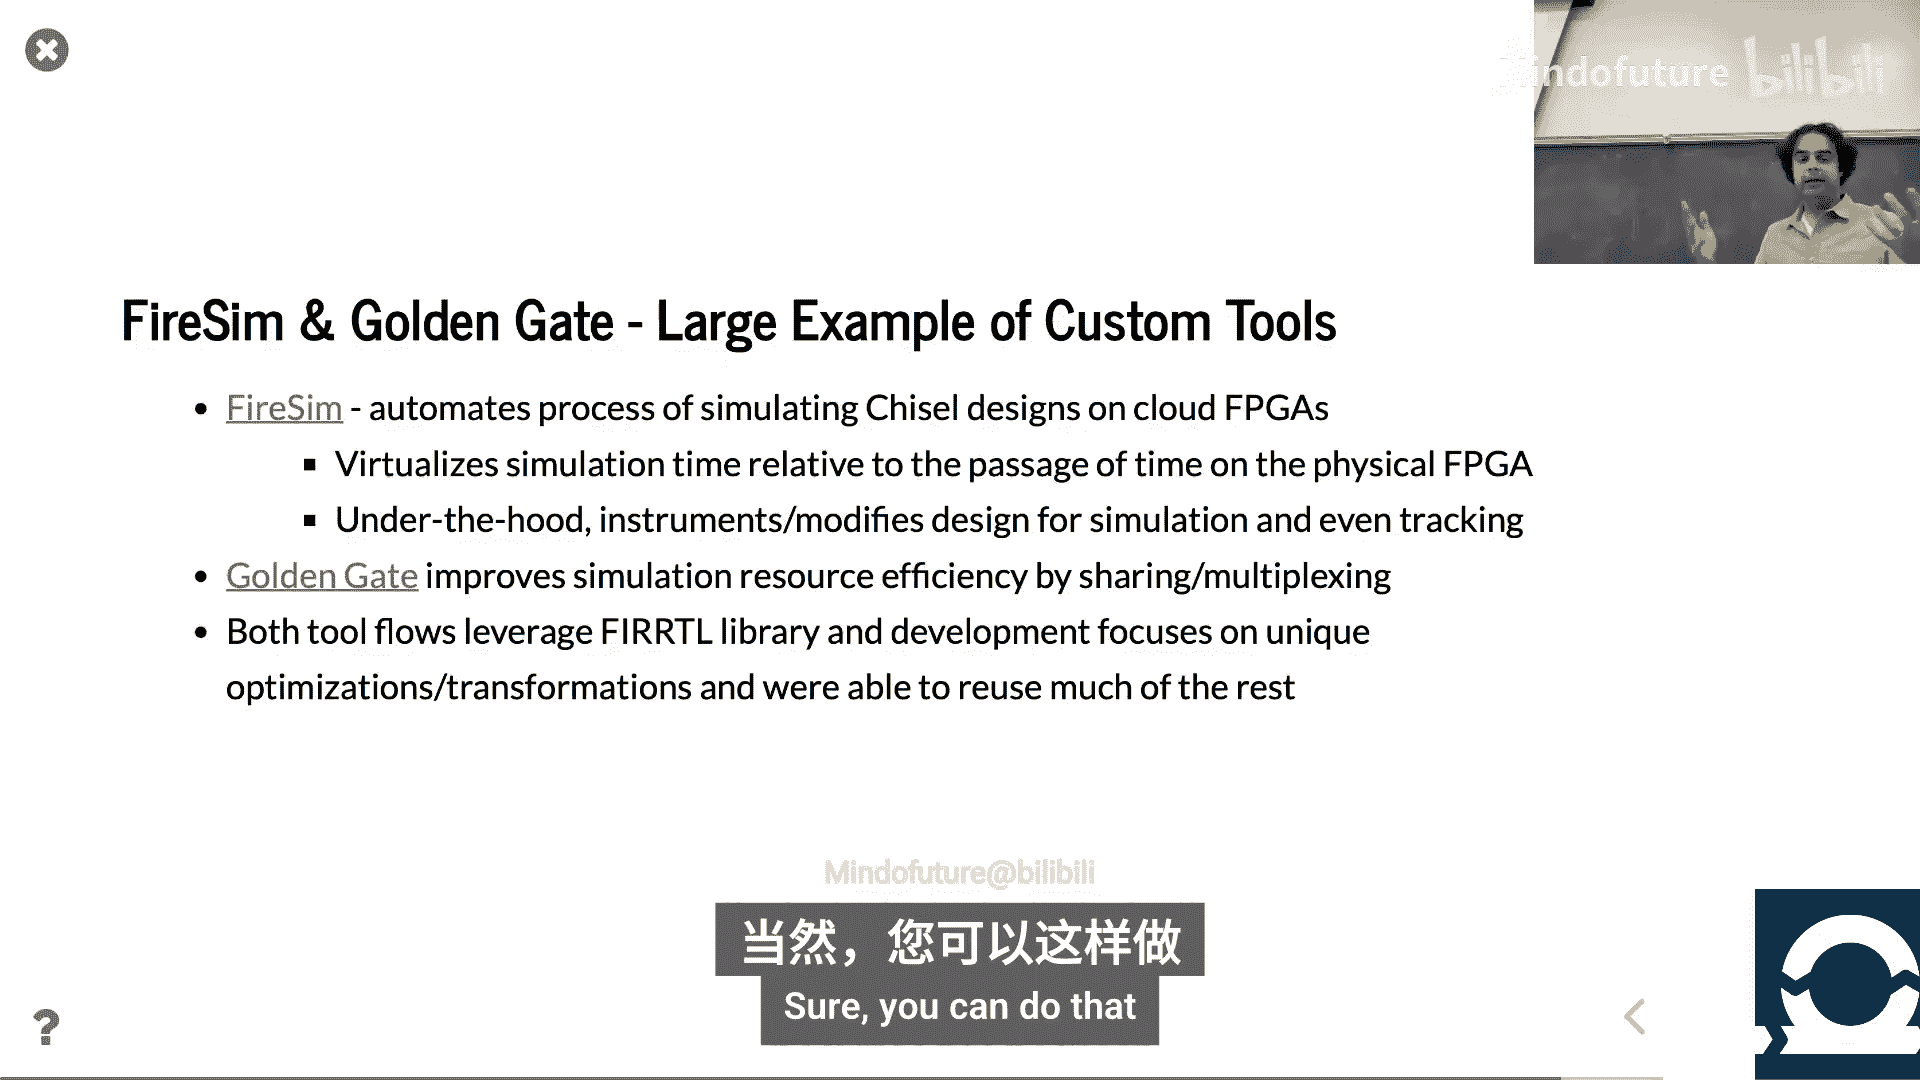 Mindofuture bilibili
FireSim & Golden Gate - Large Example of Custom Tools
• FireSim - automates process of simulating Chisel designs on cloud FPGAs
▪ Virtualizes simulation time relative to the passage of time on the physical FPGA
▪ Under-the-hood, instruments/modifies design for simulation and even tracking
• Golden Gate improves simulation resource efficiency by sharing/multiplexing
• Both tool flows leverage FIRRTL library and development focuses on unique
optimizations/transformations and were able to reuse much of the rest
Mindofuture@bilibili
当然，您可以这样做
Sure, you can do that
?